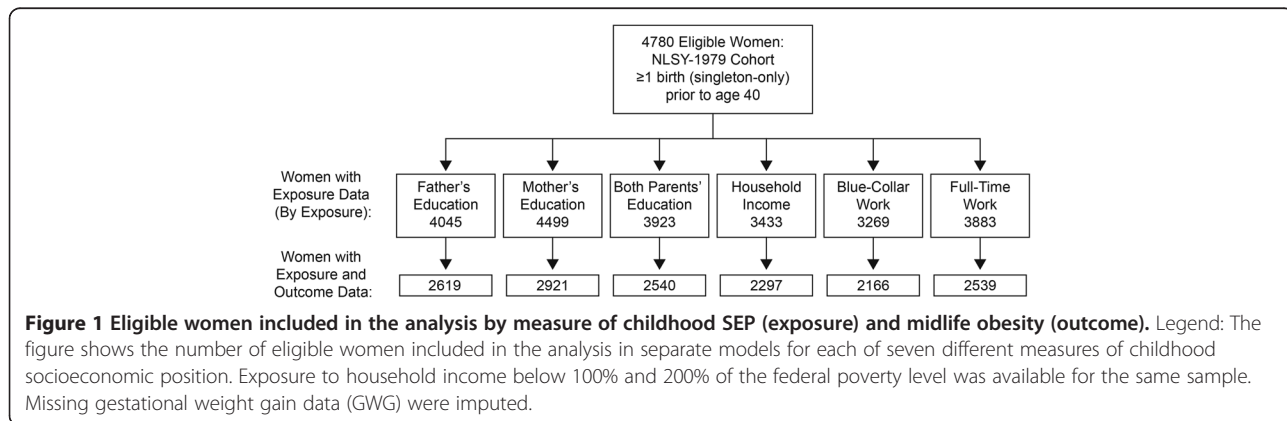 4780 Eligible Women:
NLSY-1979 Cohort
≥1 birth (singleton-only)
prior to age 40
Women with
Exposure Data
(By Exposure):
Father's
Education
4045
Mother's
Education
4499
Both Parents'
Education
3923
Household
Income
3433
Blue-Collar
Work
3269
Full-Time
Work
3883
Women with
Exposure and
Outcome Data:
2619
2921
2540
2297
2166
2539
Figure 1 Eligible women included in the analysis by measure of childhood SEP (exposure) and midlife obesity (outcome). Legend: The
figure shows the number of eligible women included in the analysis in separate models for each of seven different measures of childhood
socioeconomic position. Exposure to household income below 100% and 200% of the federal poverty level was available for the same sample.
Missing gestational weight gain data (GWG) were imputed.